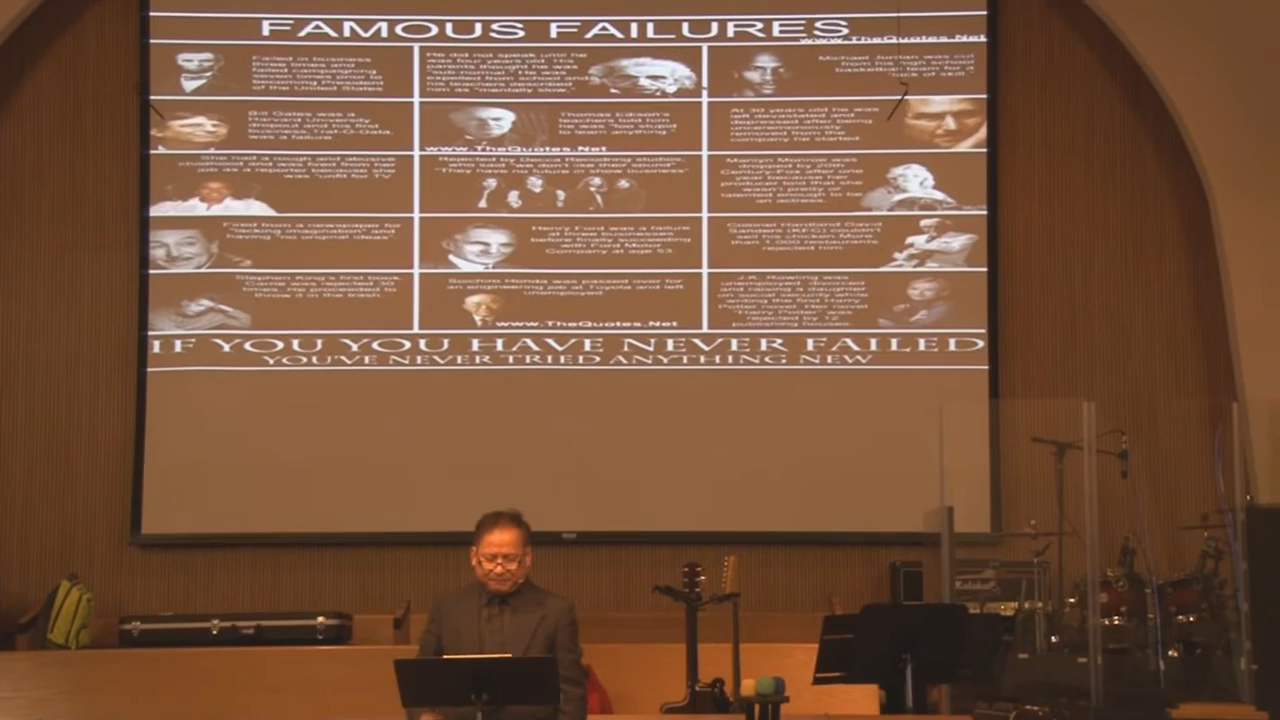 FAMOUS FAILURES
www.TheQuotes.Net
Failed in business
three times and
failed campaigning
seven times prior to
becoming President
of the United States
He did not speak until he
was four years old. His
parents thought he was
"sub-normal." He was
expelled from school and
his teachers described
him as "mentally slow."
Michael Jordan was cut
from his high school
basketball team for a
"lack of skill."
Bill Gates was a
Harvard University
dropout and his first
business, Traf-O-Data,
was a failure
Thomas Edison's
teachers told him
he was "too stupid
to learn anything."
www.TheQuotes.Net
At 30 years old he was
left devastated and
depressed after being
unceremoniously
removed from the
company he started.
She had a rough and abusive
childhood and was fired from her
job as a reporter because she
was "unfit for TV
Rejected by Decca Recodring studios,
who said "we don't like their sound"
"They have no future in show business"
Marilyn Monroe was
dropped by 20th
Century-Fox after one
year because her
producer told that she
wasn't pretty or
talented enough to be
an actress.
Fired from a newspaper for
"lacking imagination" and
having "no original ideas".
Henry Ford was a failure
at three businesses
before finally succeeding
with Ford Motor
Company at age 53.
Colonel Hardland David
Sanders (KFC) couldn't
sell his chicken. More
than 1,000 restaurants
rejected him.
Stephen King's first book,
Carrie was rejected 30
times. He proceeded to
throw it in the trash
Soichiro Honda was passed over for
an engineering job at Toyota and left
unemployed.
www.TheQuotes.Net
J.K. Rowling was
unemployed, divorced
and raising a daughter
on social security while
writing the first Harry
Potter novel. Her novel
"Harry Potter" was
rejected by 12
publishing houses.
IF YOU YOU HAVE NEVER FAILED
YOU'VE NEVER TRIED ANYTHING NEW